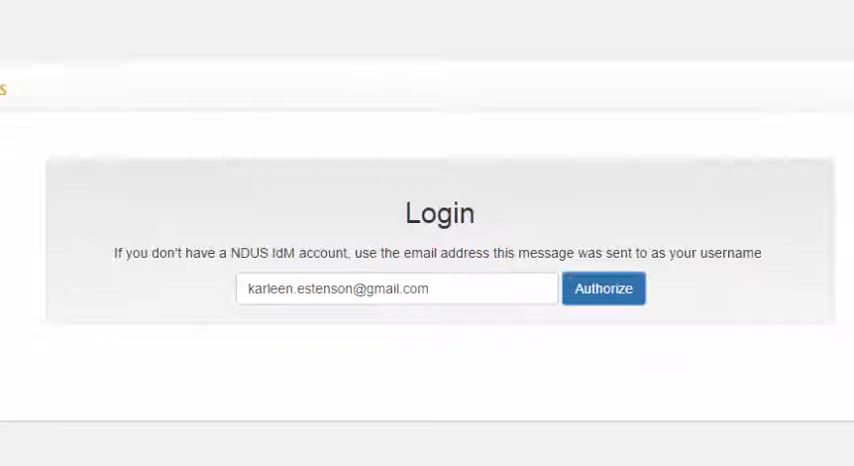 s
Login
If you don't have a NDUS IdM account, use the email address this message was sent to as your username
karleen.estenson@gmail.com
Authorize